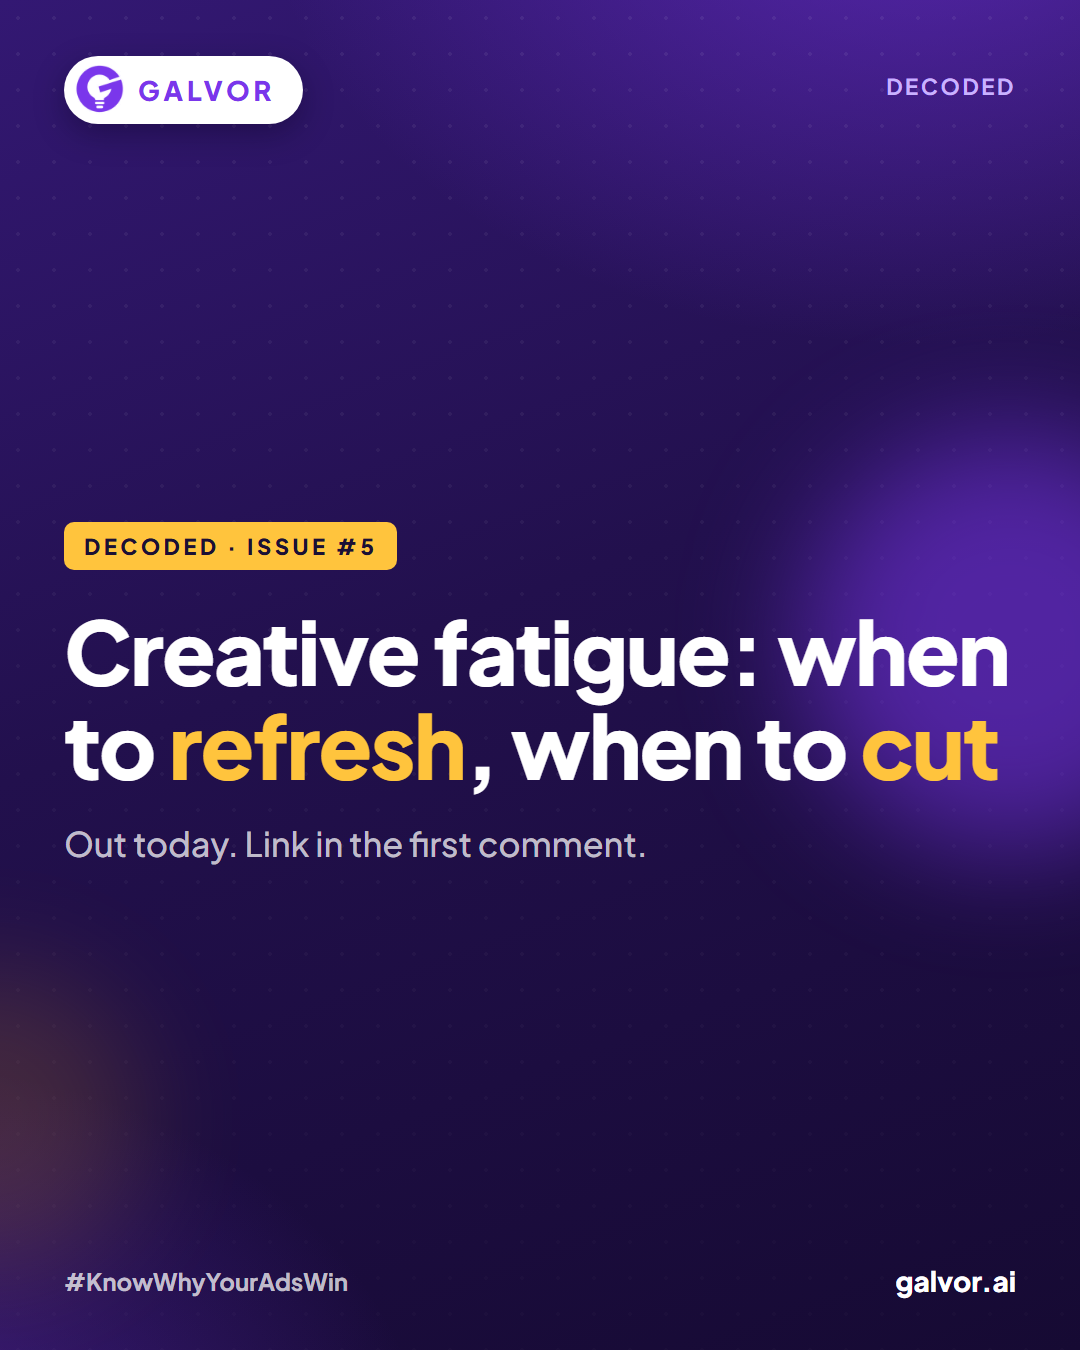 GALVOR
DECODED
DECODED · ISSUE #5
Creative fatigue: when
to refresh, when to cut
Out today. Link in the first comment.
#KnowWhyYourAdsWin
galvor.ai